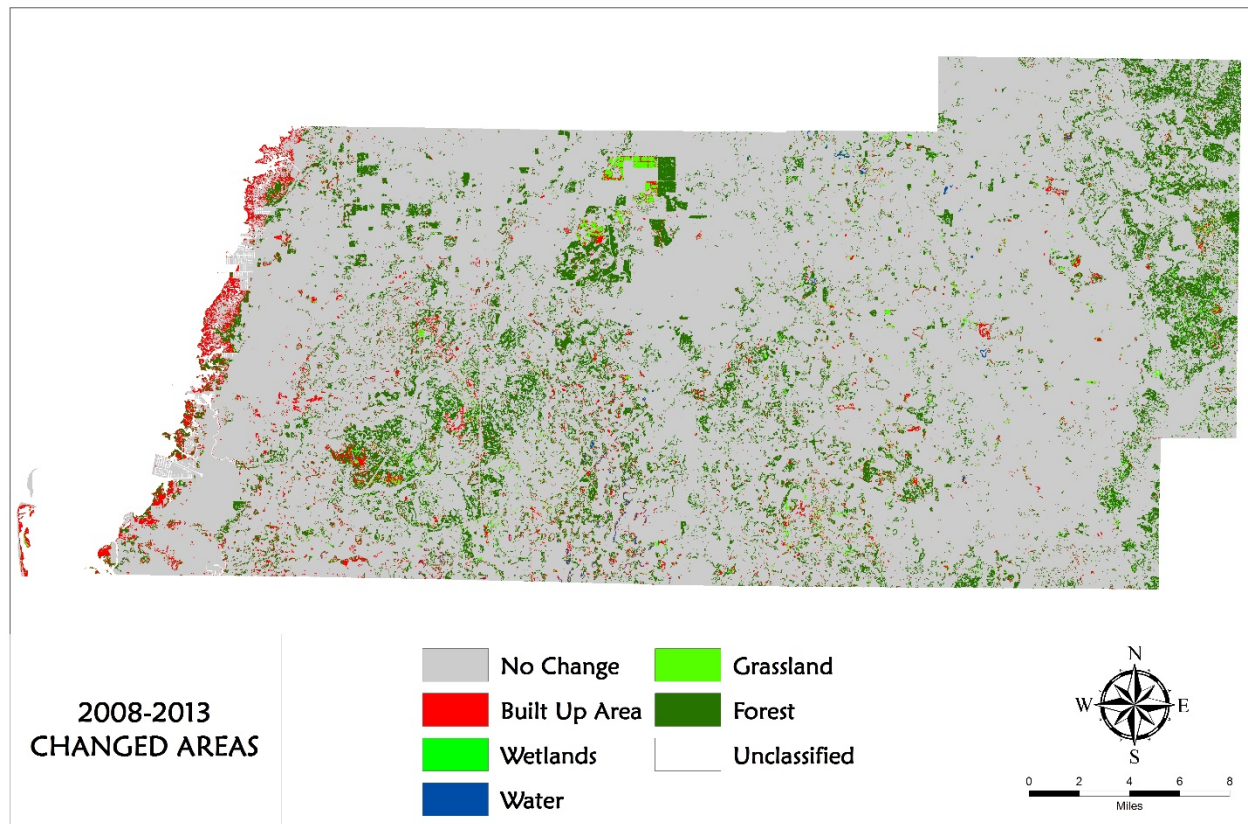 2008-2013
CHANGED AREAS
No Change
Built Up Area
Wetlands
Water
Grassland
Forest
Unclassified
N
W E
S
0 2 4 6 8
Miles